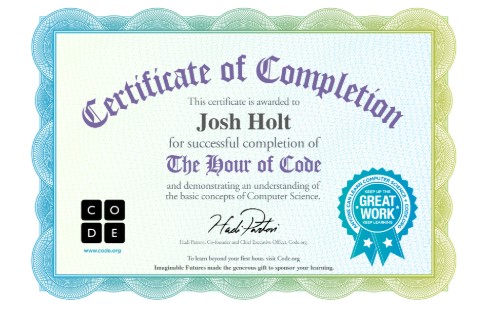 Certificate of Completion
This certificate is awarded to
Josh Holt
for successful completion of
The Hour of Code
and demonstrating an understanding of
the basic concepts of Computer Science.
C O
D E
www.code.org
Hadi Partovi
Hadi Partovi, Co-founder and Chief Executive Officer, Code.org
To learn beyond your first hour, visit Code.org
Imaginable Futures made the generous gift to sponsor your learning.
ANYONE CAN LEARN COMPUTER SCIENCE
KEEP UP THE
GREAT
WORK
KEEP LEARNING